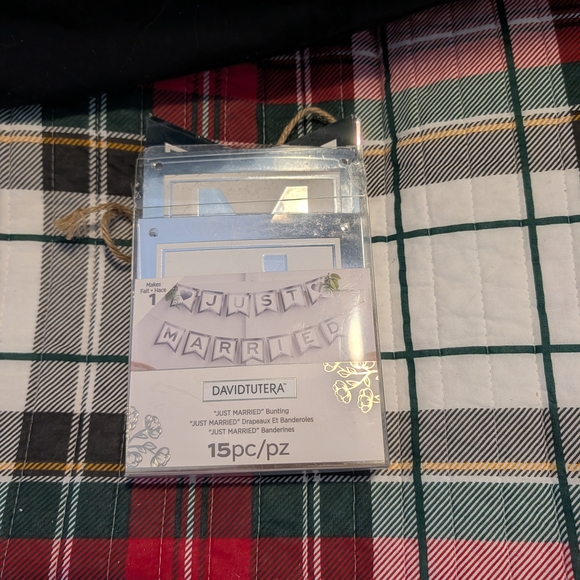 M
J
Makes
Fait • Hace
1
JUST
MARRIED
DAVIDTUTERA™
"JUST MARRIED" Bunting
"JUST MARRIED" Drapeaux Et Banderoles
"JUST MARRIED" Banderines
15pc/pz